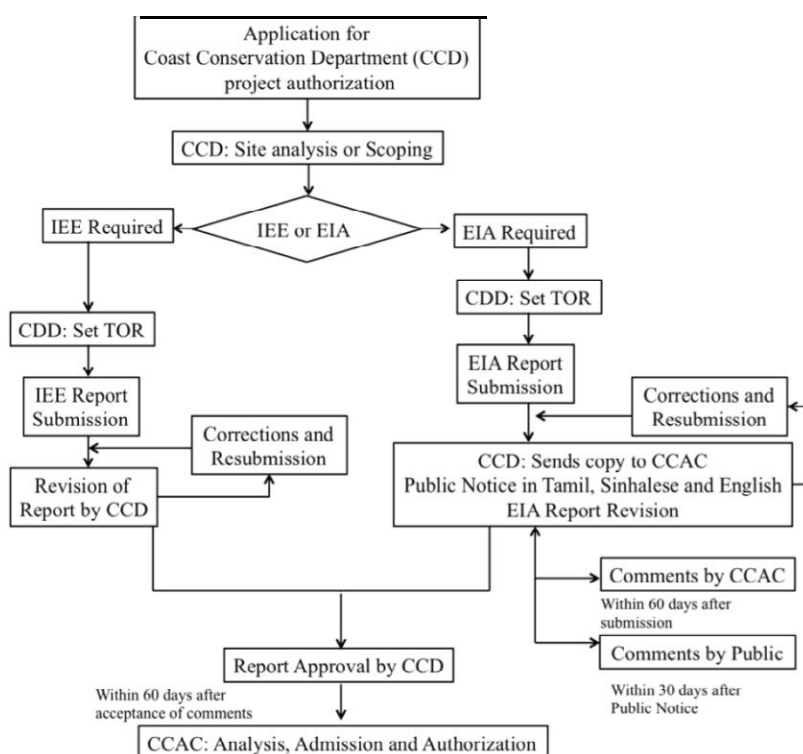 Application for
Coast Conservation Department (CCD)
project authorization
CCD: Site analysis or Scoping
IEE Required
IEE or EIA
EIA Required
CDD: Set TOR
CDD: Set TOR
IEE Report
Submission
EIA Report
Submission
Corrections and
Resubmission
Corrections and
Resubmission
Revision of
Report by CCD
CCD: Sends copy to CCAC
Public Notice in Tamil, Sinhalese and English
EIA Report Revision
Comments by CCAC
Within 60 days after
submission
Comments by Public
Within 30 days after
Public Notice
Report Approval by CCD
Within 60 days after
acceptance of comments
CCAC: Analysis, Admission and Authorization